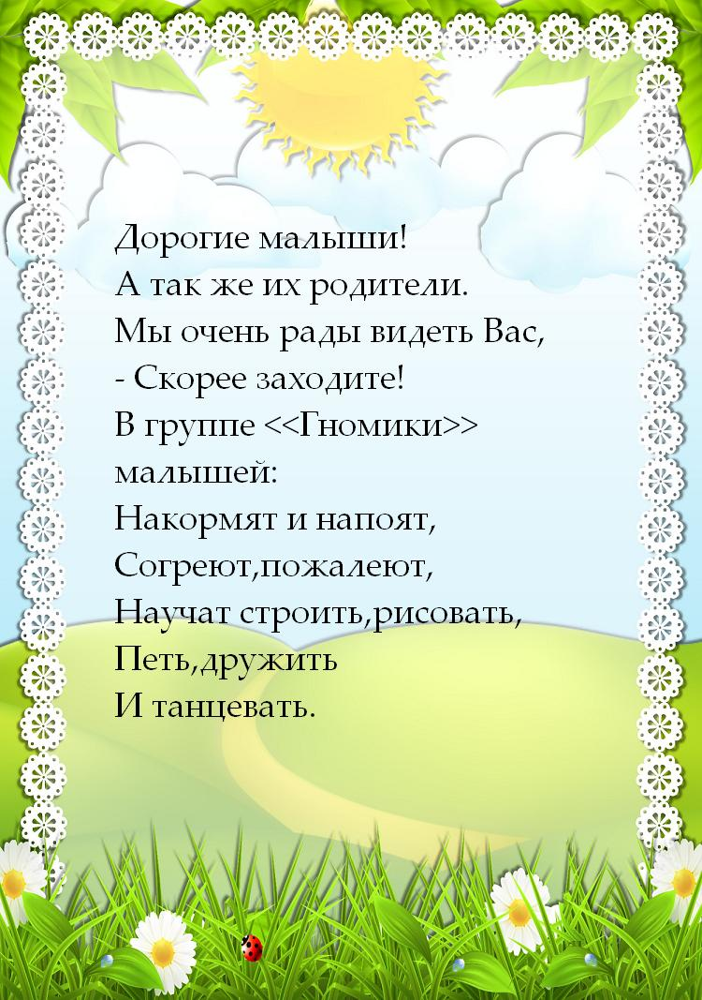 Дорогие малыши!
А так же их родители.
Мы очень рады видеть Вас,
- Скорее заходите!
В группе <<Гномики>>
малышей:
Накормят и напоят,
Согреют,пожалеют,
Научат строить,рисовать,
Петь,дружить
И танцевать.